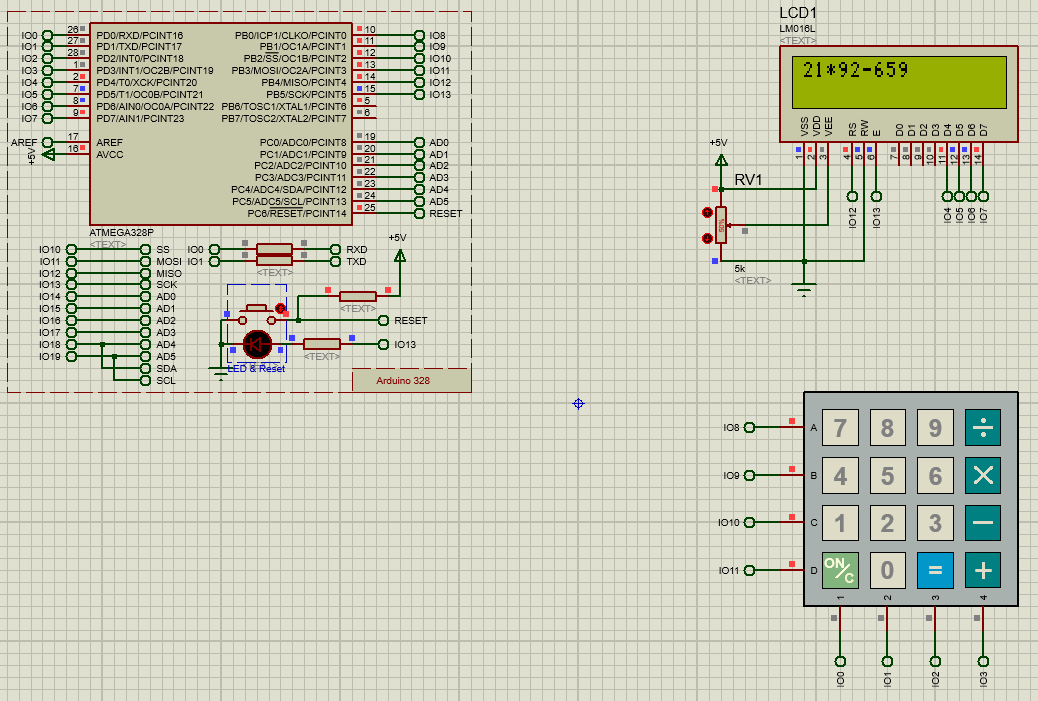 IO0 26 PD0/RXD/PCINT16 PB0/ICP1/CLKO/PCINT0 10 IO8
IO1 27 PD1/TXD/PCINT17 PB1/OC1A/PCINT1 11 IO9
IO2 28 PD2/INT0/PCINT18 PB2/SS/OC1B/PCINT2 12 IO10
IO3 1 PD3/INT1/OC2B/PCINT19 PB3/MOSI/OC2A/PCINT3 13 IO11
IO4 2 PD4/T0/XCK/PCINT20 PB4/MISO/PCINT4 14 IO12
IO5 7 PD5/T1/OC0B/PCINT21 PB5/SCK/PCINT5 15 IO13
IO6 8 PD6/AIN0/OC0A/PCINT22 PB6/TOSC1/XTAL1/PCINT6 5
IO7 9 PD7/AIN1/PCINT23 PB7/TOSC2/XTAL2/PCINT7 6
AREF 17 AREF PC0/ADC0/PCINT8 19 AD0
+5V 16 AVCC PC1/ADC1/PCINT9 20 AD1
PC2/ADC2/PCINT10 21 AD2
PC3/ADC3/PCINT11 22 AD3
PC4/ADC4/SDA/PCINT12 23 AD4
PC5/ADC5/SCL/PCINT13 24 AD5
PC6/RESET/PCINT14 25 RESET
ATMEGA328P
<TEXT>
IO10 SS
IO11 MOSI
IO12 MISO
IO13 SCK
IO14 AD0
IO15 AD1
IO16 AD2
IO17 AD3
IO18 AD4
IO19 AD5
SDA
SCL
IO0 RXD
IO1 TXD
<TEXT>
+5V
<TEXT>
RESET
IO13
<TEXT>
LED & Reset
Arduino 328
LCD1
LM016L
<TEXT>
21*92-659
VSS VDD VEE RS RW E D0 D1 D2 D3 D4 D5 D6 D7
1 2 3 4 5 6 7 8 9 10 11 12 13 14
IO12 IO13 IO4 IO5 IO6 IO7
+5V
RV1
5k
<TEXT>
IO8 A 7 8 9 ÷
IO9 B 4 5 6 ×
IO10 C 1 2 3 −
IO11 D ON/C 0 = +
1 2 3 4
IO0 IO1 IO2 IO3